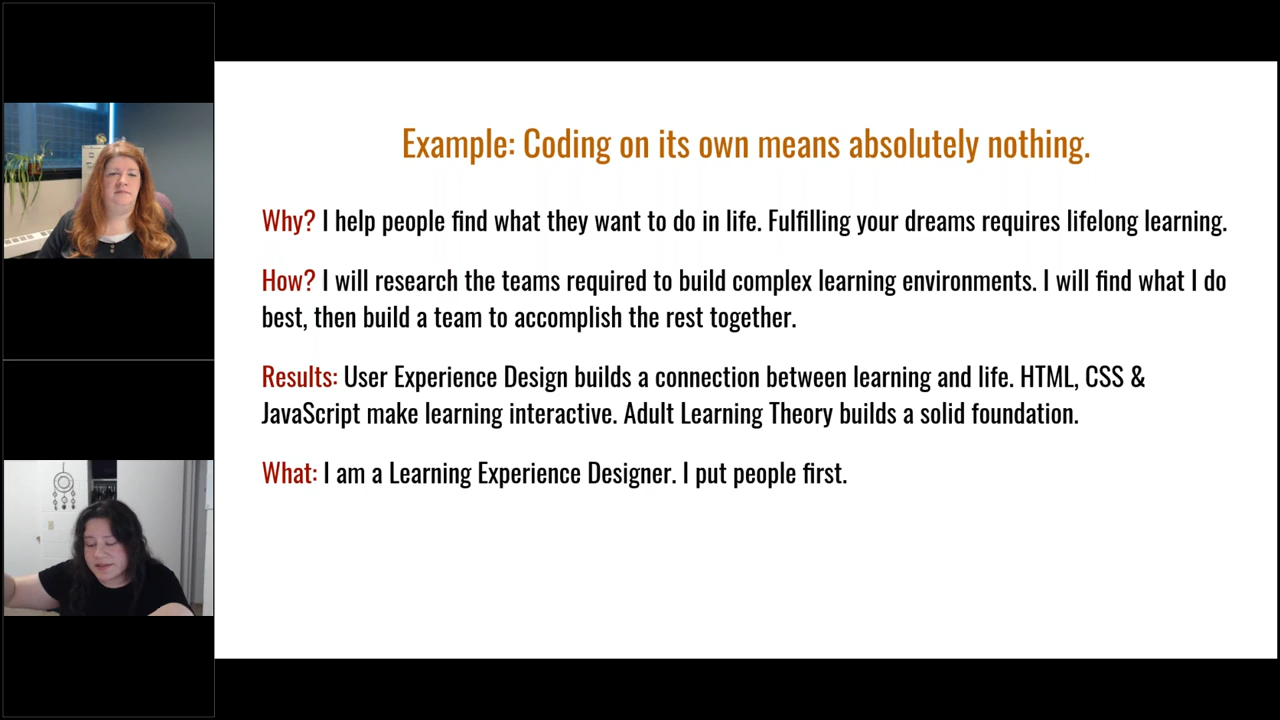 Example: Coding on its own means absolutely nothing.
Why? I help people find what they want to do in life. Fulfilling your dreams requires lifelong learning.
How? I will research the teams required to build complex learning environments. I will find what I do
best, then build a team to accomplish the rest together.
Results: User Experience Design builds a connection between learning and life. HTML, CSS &
JavaScript make learning interactive. Adult Learning Theory builds a solid foundation.
What: I am a Learning Experience Designer. I put people first.